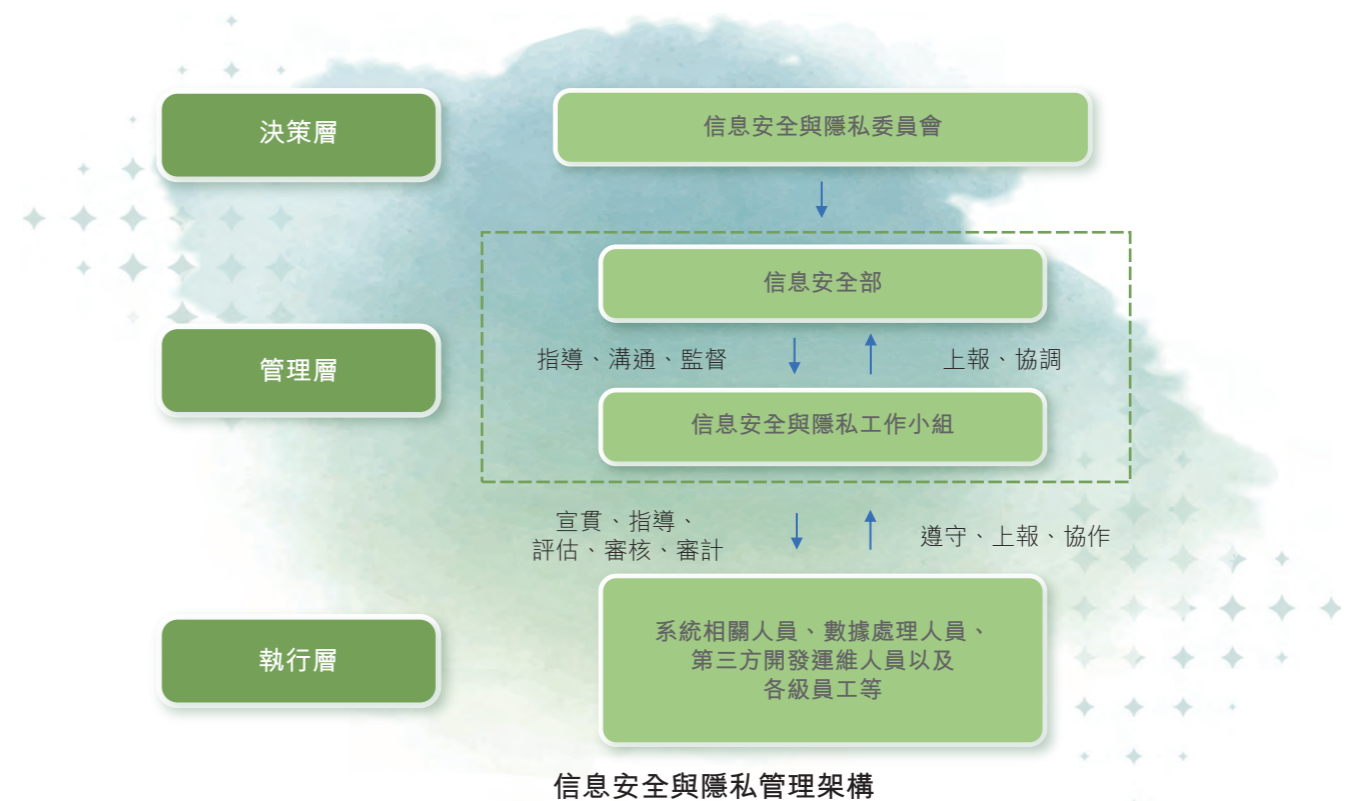 決策層
信息安全與隱私委員會
信息安全部
管理層
指導、溝通、監督
上報、協調
信息安全與隱私工作小組
宣貫、指導、
評估、審核、審計
遵守、上報、協作
執行層
系統相關人員、數據處理人員、
第三方開發運維人員以及
各級員工等
信息安全與隱私管理架構